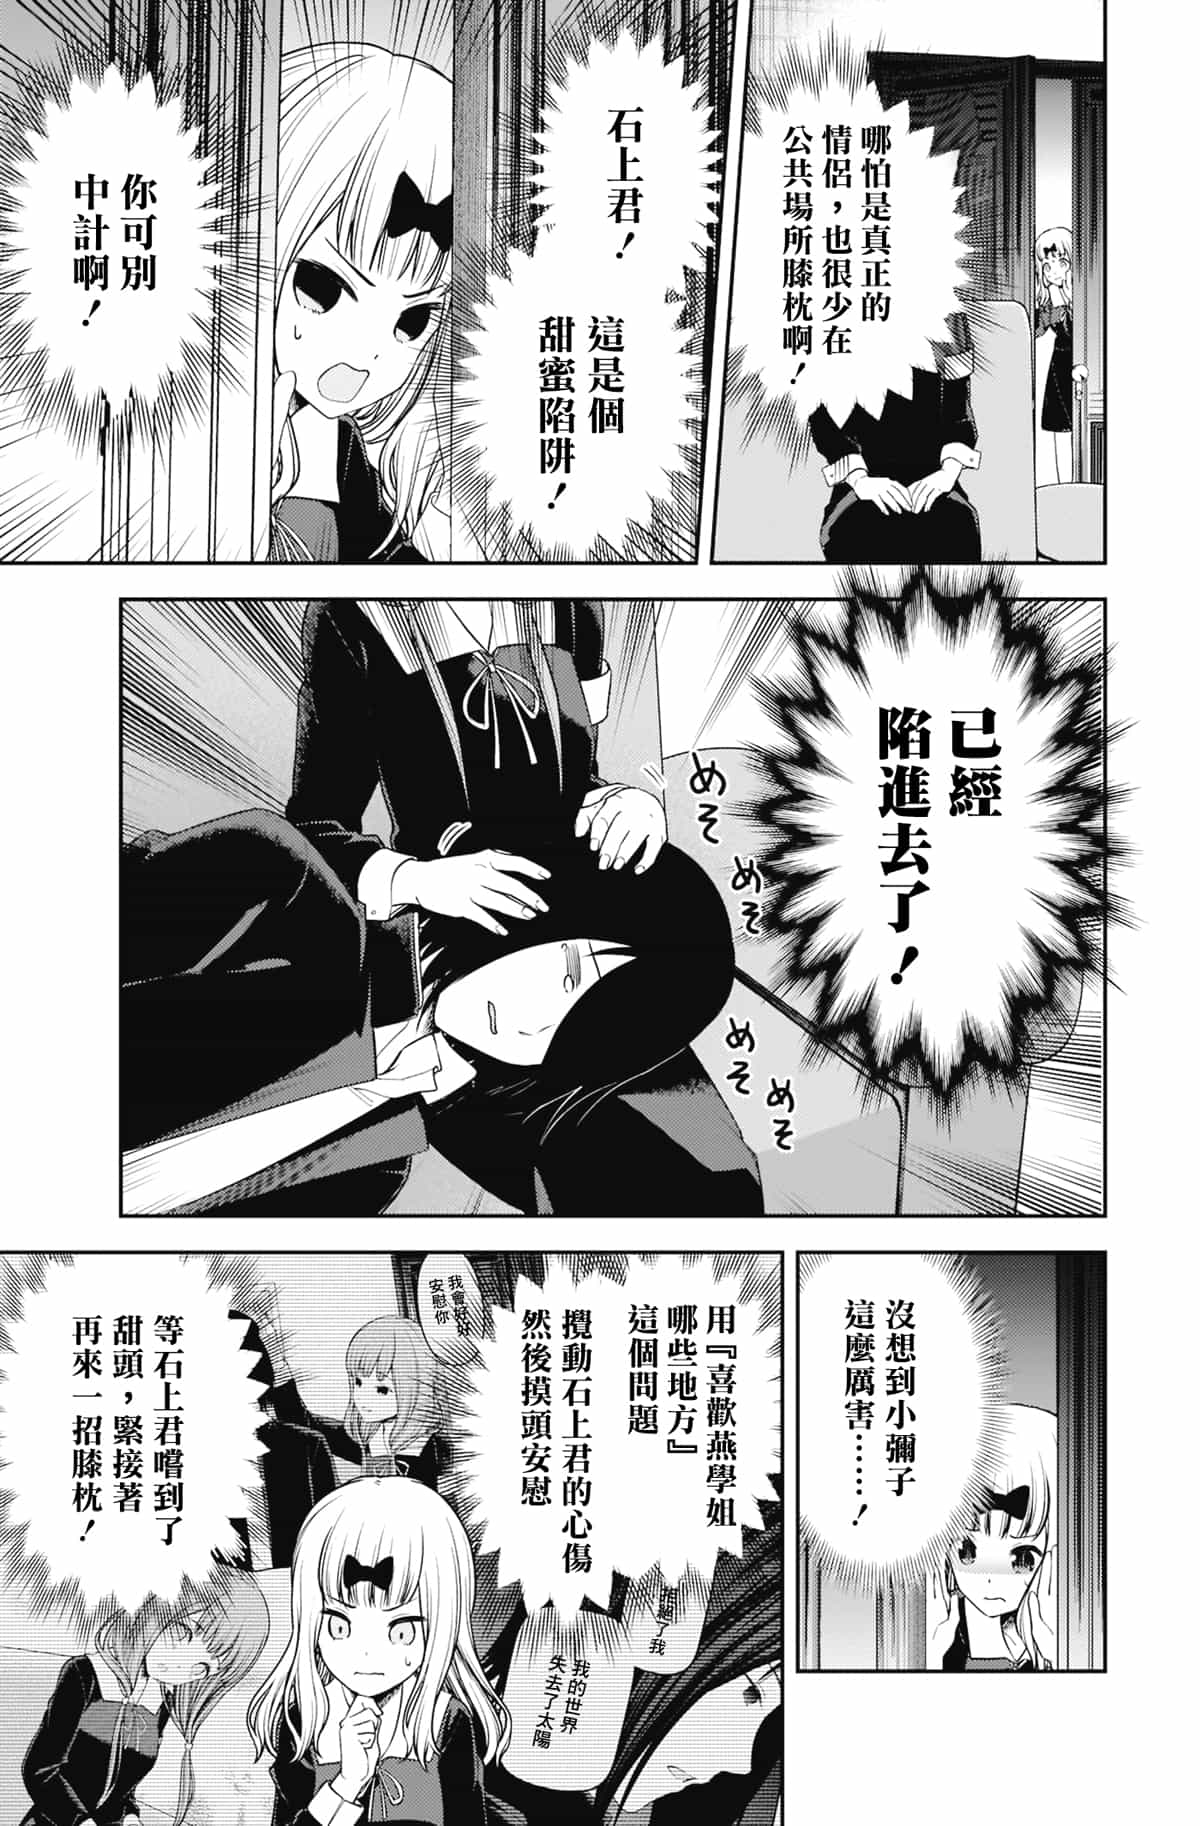 哪怕是真正的
情侶，也很少在
公共場所膝枕啊！
石上君！
這是個
甜蜜陷阱！
你可別
中計啊！
已經
陷進去了！
めそ
めそ
めそ
めそ
めそ
めそ
沒想到小彌子
這麼厲害……！
用『喜歡燕學姐
哪些地方』
這個問題
攪動石上君的心傷
然後摸頭安慰
我會好好
安慰你
絕了我
我的世界
失去了太陽
等石上君嚐到了
甜頭，緊接著
再來一招膝枕！